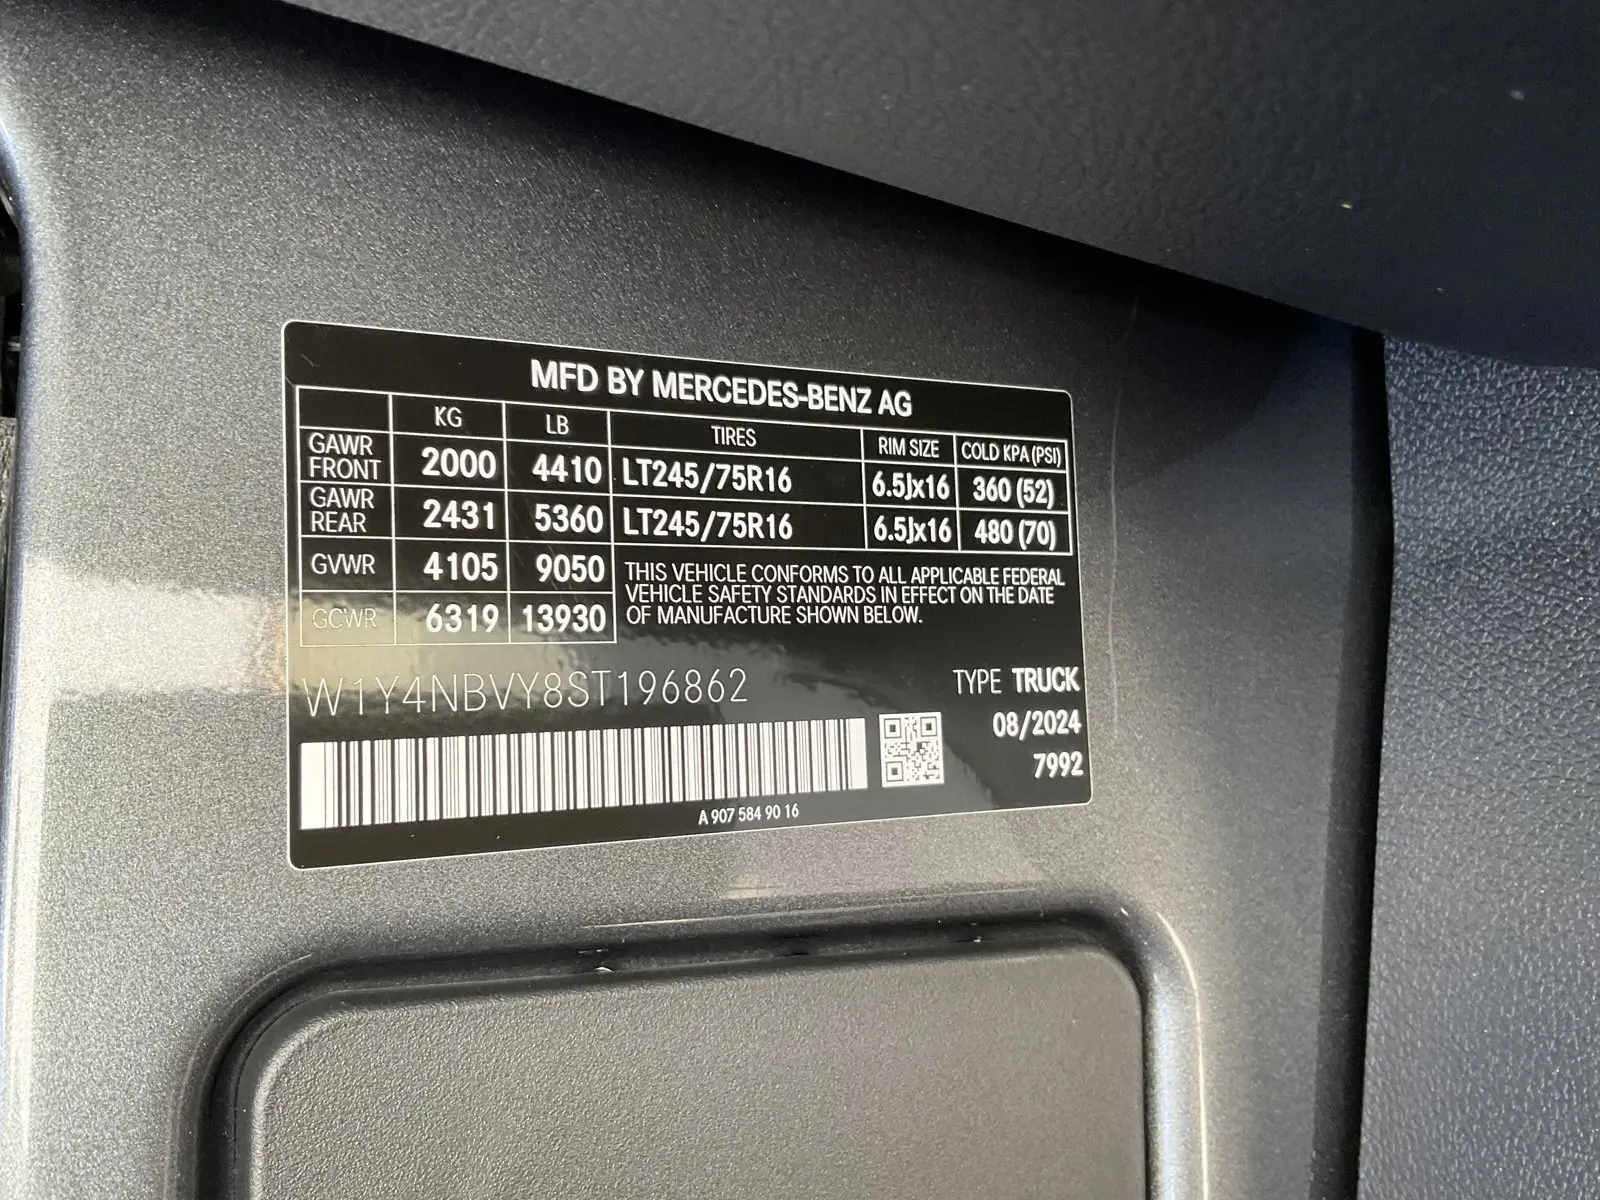 MFD BY MERCEDES-BENZ AG
KG LB TIRES RIM SIZE COLD KPA (PSI)
GAWR FRONT 2000 4410 LT245/75R16 6.5Jx16 360 (52)
GAWR REAR 2431 5360 LT245/75R16 6.5Jx16 480 (70)
GVWR 4105 9050
GCWR 6319 13930
THIS VEHICLE CONFORMS TO ALL APPLICABLE FEDERAL
VEHICLE SAFETY STANDARDS IN EFFECT ON THE DATE
OF MANUFACTURE SHOWN BELOW.
W1Y4NBVY8ST196862
TYPE TRUCK
08/2024
7992
A 907 584 90 16